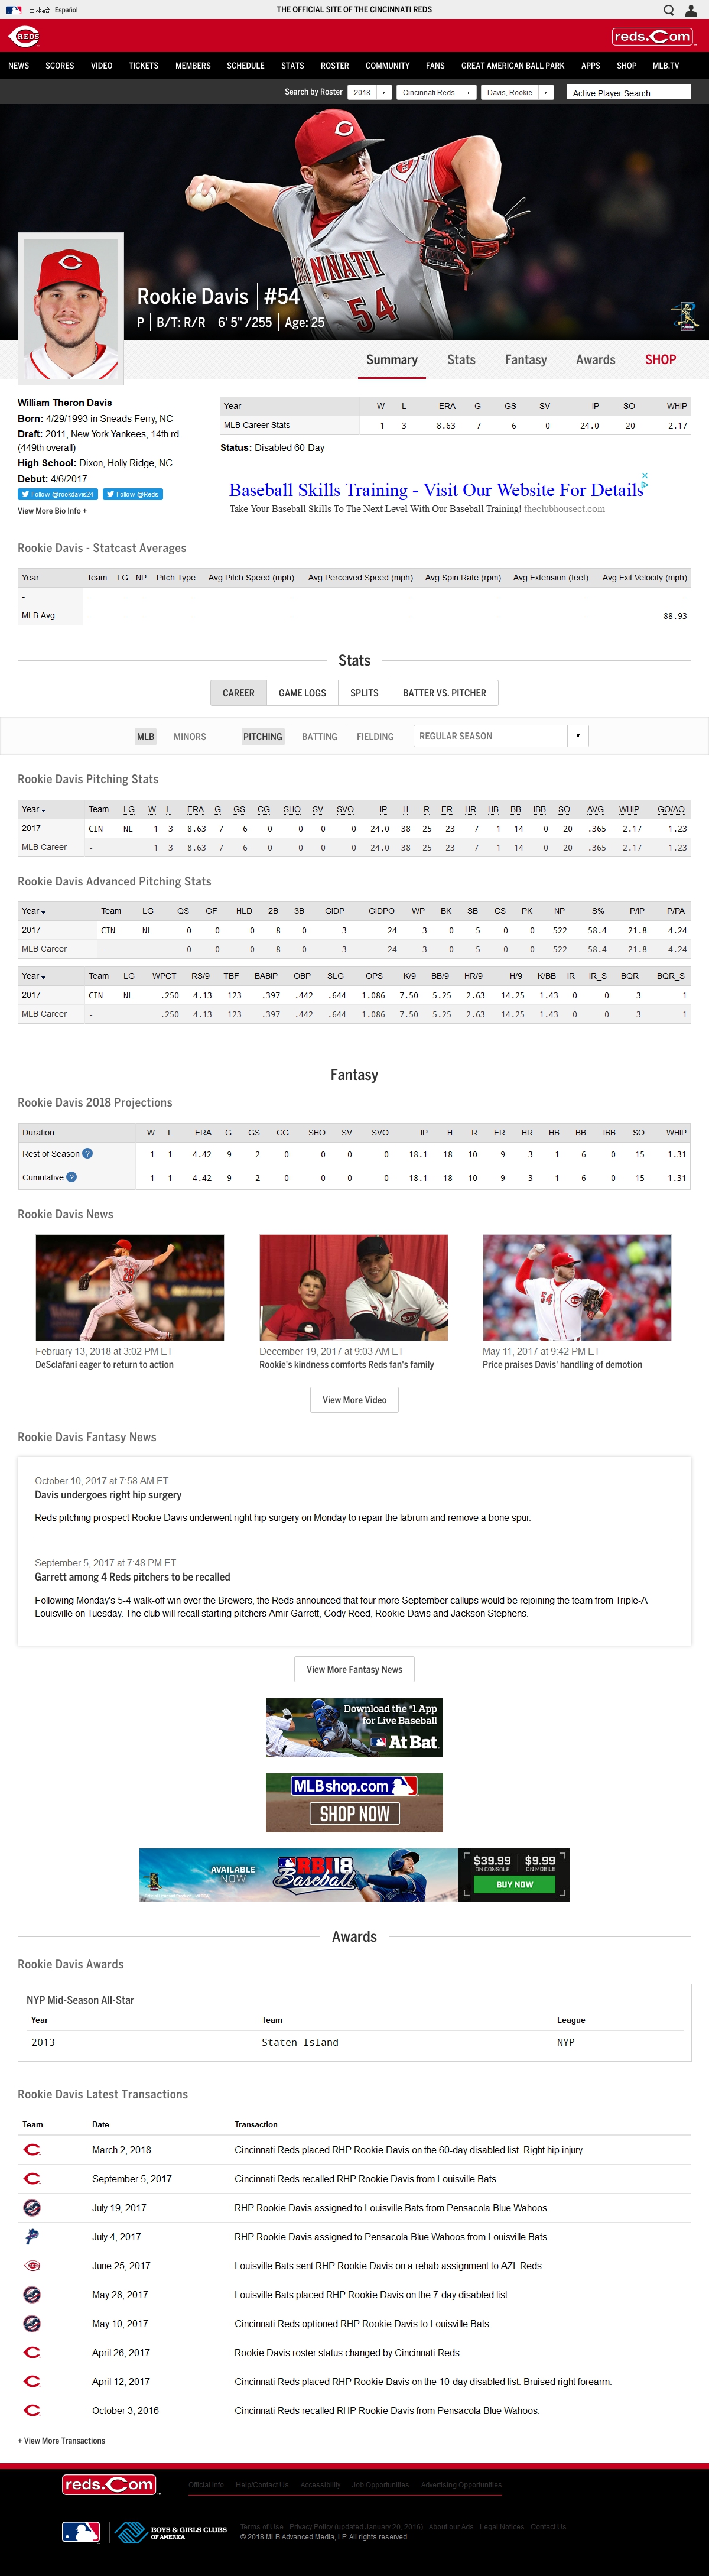 日本語 | Español
THE OFFICIAL SITE OF THE CINCINNATI REDS
REDS
reds.Com
NEWS SCORES VIDEO TICKETS MEMBERS SCHEDULE STATS ROSTER COMMUNITY FANS GREAT AMERICAN BALL PARK APPS SHOP MLB.TV
Search by Roster 2018 Cincinnati Reds Davis, Rookie Active Player Search
CINCINNATI
54
Rookie Davis #54
P B/T: R/R 6' 5" /255 Age: 25
Summary Stats Fantasy Awards SHOP
William Theron Davis
Born: 4/29/1993 in Sneads Ferry, NC
Draft: 2011, New York Yankees, 14th rd.
(449th overall)
High School: Dixon, Holly Ridge, NC
Debut: 4/6/2017
Follow @rookdavis24 Follow @Reds
View More Bio Info +
Year W L ERA G GS SV IP SO WHIP
MLB Career Stats 1 3 8.63 7 6 0 24.0 20 2.17
Status: Disabled 60-Day
Baseball Skills Training - Visit Our Website For Details
Take Your Baseball Skills To The Next Level With Our Baseball Training! theclubhousect.com
Rookie Davis - Statcast Averages
Year Team LG NP Pitch Type Avg Pitch Speed (mph) Avg Perceived Speed (mph) Avg Spin Rate (rpm) Avg Extension (feet) Avg Exit Velocity (mph)
- - - - - - - - - -
MLB Avg - - - - - - - - 88.93
Stats
CAREER GAME LOGS SPLITS BATTER VS. PITCHER
MLB MINORS PITCHING BATTING FIELDING REGULAR SEASON
Rookie Davis Pitching Stats
Year Team LG W L ERA G GS CG SHO SV SVO IP H R ER HR HB BB IBB SO AVG WHIP GO/AO
2017 CIN NL 1 3 8.63 7 6 0 0 0 0 24.0 38 25 23 7 1 14 0 20 .365 2.17 1.23
MLB Career - 1 3 8.63 7 6 0 0 0 0 24.0 38 25 23 7 1 14 0 20 .365 2.17 1.23
Rookie Davis Advanced Pitching Stats
Year Team LG QS GF HLD 2B 3B GIDP GIDPO WP BK SB CS PK NP S% P/IP P/PA
2017 CIN NL 0 0 0 8 0 3 24 3 0 5 0 0 522 58.4 21.8 4.24
MLB Career - 0 0 0 8 0 3 24 3 0 5 0 0 522 58.4 21.8 4.24
Year Team LG WPCT RS/9 TBF BABIP OBP SLG OPS K/9 BB/9 HR/9 H/9 K/BB IR IR_S BQR BQR_S
2017 CIN NL .250 4.13 123 .397 .442 .644 1.086 7.50 5.25 2.63 14.25 1.43 0 0 3 1
MLB Career - .250 4.13 123 .397 .442 .644 1.086 7.50 5.25 2.63 14.25 1.43 0 0 3 1
Fantasy
Rookie Davis 2018 Projections
Duration W L ERA G GS CG SHO SV SVO IP H R ER HR HB BB IBB SO WHIP
Rest of Season ? 1 1 4.42 9 2 0 0 0 0 18.1 18 10 9 3 1 6 0 15 1.31
Cumulative ? 1 1 4.42 9 2 0 0 0 0 18.1 18 10 9 3 1 6 0 15 1.31
Rookie Davis News
February 13, 2018 at 3:02 PM ET
DeSclafani eager to return to action
December 19, 2017 at 9:03 AM ET
Rookie's kindness comforts Reds fan's family
May 11, 2017 at 9:42 PM ET
Price praises Davis' handling of demotion
View More Video
Rookie Davis Fantasy News
October 10, 2017 at 7:58 AM ET
Davis undergoes right hip surgery
Reds pitching prospect Rookie Davis underwent right hip surgery on Monday to repair the labrum and remove a bone spur.
September 5, 2017 at 7:48 PM ET
Garrett among 4 Reds pitchers to be recalled
Following Monday's 5-4 walk-off win over the Brewers, the Reds announced that four more September callups would be rejoining the team from Triple-A
Louisville on Tuesday. The club will recall starting pitchers Amir Garrett, Cody Reed, Rookie Davis and Jackson Stephens.
View More Fantasy News
Download the #1 App
for Live Baseball
At Bat
MLBshop.com
SHOP NOW
AVAILABLE NOW RBI18 Baseball $39.99 ON CONSOLE $9.99 ON MOBILE
BUY NOW
Awards
Rookie Davis Awards
NYP Mid-Season All-Star
Year Team League
2013 Staten Island NYP
Rookie Davis Latest Transactions
Team Date Transaction
March 2, 2018 Cincinnati Reds placed RHP Rookie Davis on the 60-day disabled list. Right hip injury.
September 5, 2017 Cincinnati Reds recalled RHP Rookie Davis from Louisville Bats.
July 19, 2017 RHP Rookie Davis assigned to Louisville Bats from Pensacola Blue Wahoos.
July 4, 2017 RHP Rookie Davis assigned to Pensacola Blue Wahoos from Louisville Bats.
June 25, 2017 Louisville Bats sent RHP Rookie Davis on a rehab assignment to AZL Reds.
May 28, 2017 Louisville Bats placed RHP Rookie Davis on the 7-day disabled list.
May 10, 2017 Cincinnati Reds optioned RHP Rookie Davis to Louisville Bats.
April 26, 2017 Rookie Davis roster status changed by Cincinnati Reds.
April 12, 2017 Cincinnati Reds placed RHP Rookie Davis on the 10-day disabled list. Bruised right forearm.
October 3, 2016 Cincinnati Reds recalled RHP Rookie Davis from Pensacola Blue Wahoos.
+ View More Transactions
reds.Com
Official Info Help/Contact Us Accessibility Job Opportunities Advertising Opportunities
BOYS & GIRLS CLUBS
OF AMERICA
Terms of Use Privacy Policy (updated January 20, 2016) About our Ads Legal Notices Contact Us
© 2018 MLB Advanced Media, LP. All rights reserved.